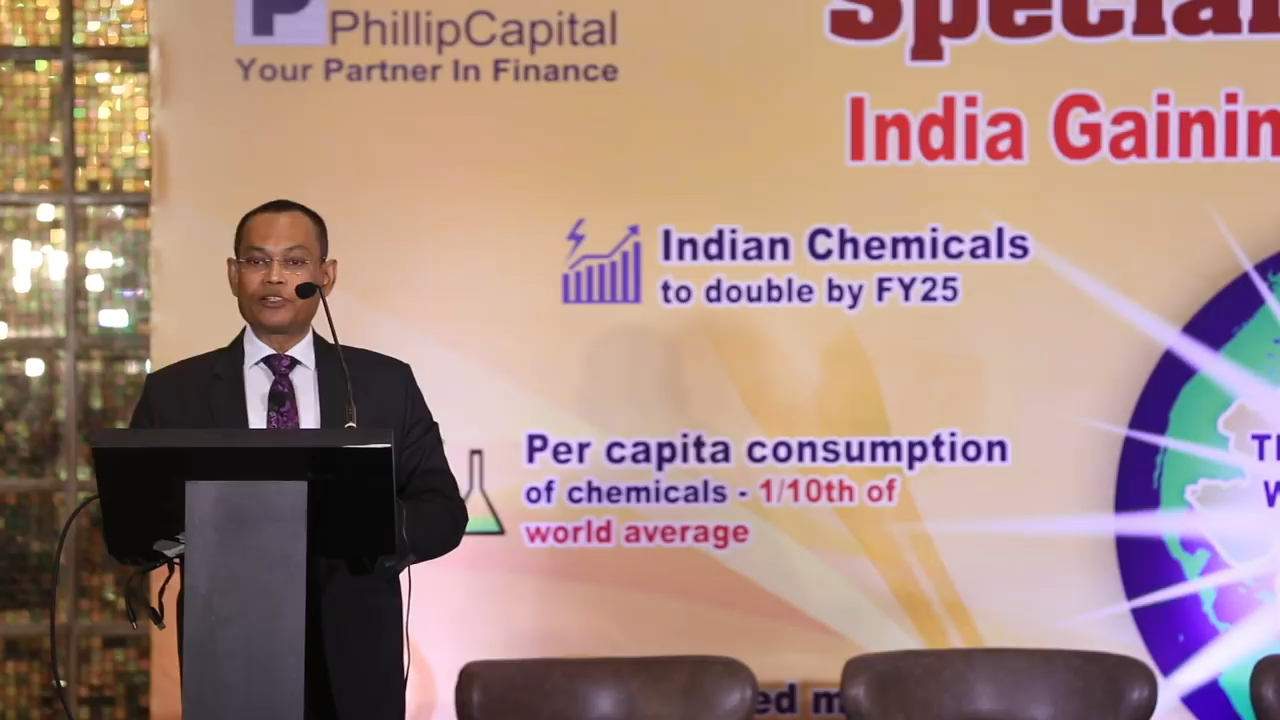 P
PhillipCapital
Your Partner In Finance
Special
India Gainin
Indian Chemicals
to double by FY25
Per capita consumption
of chemicals - 1/10th of
world average